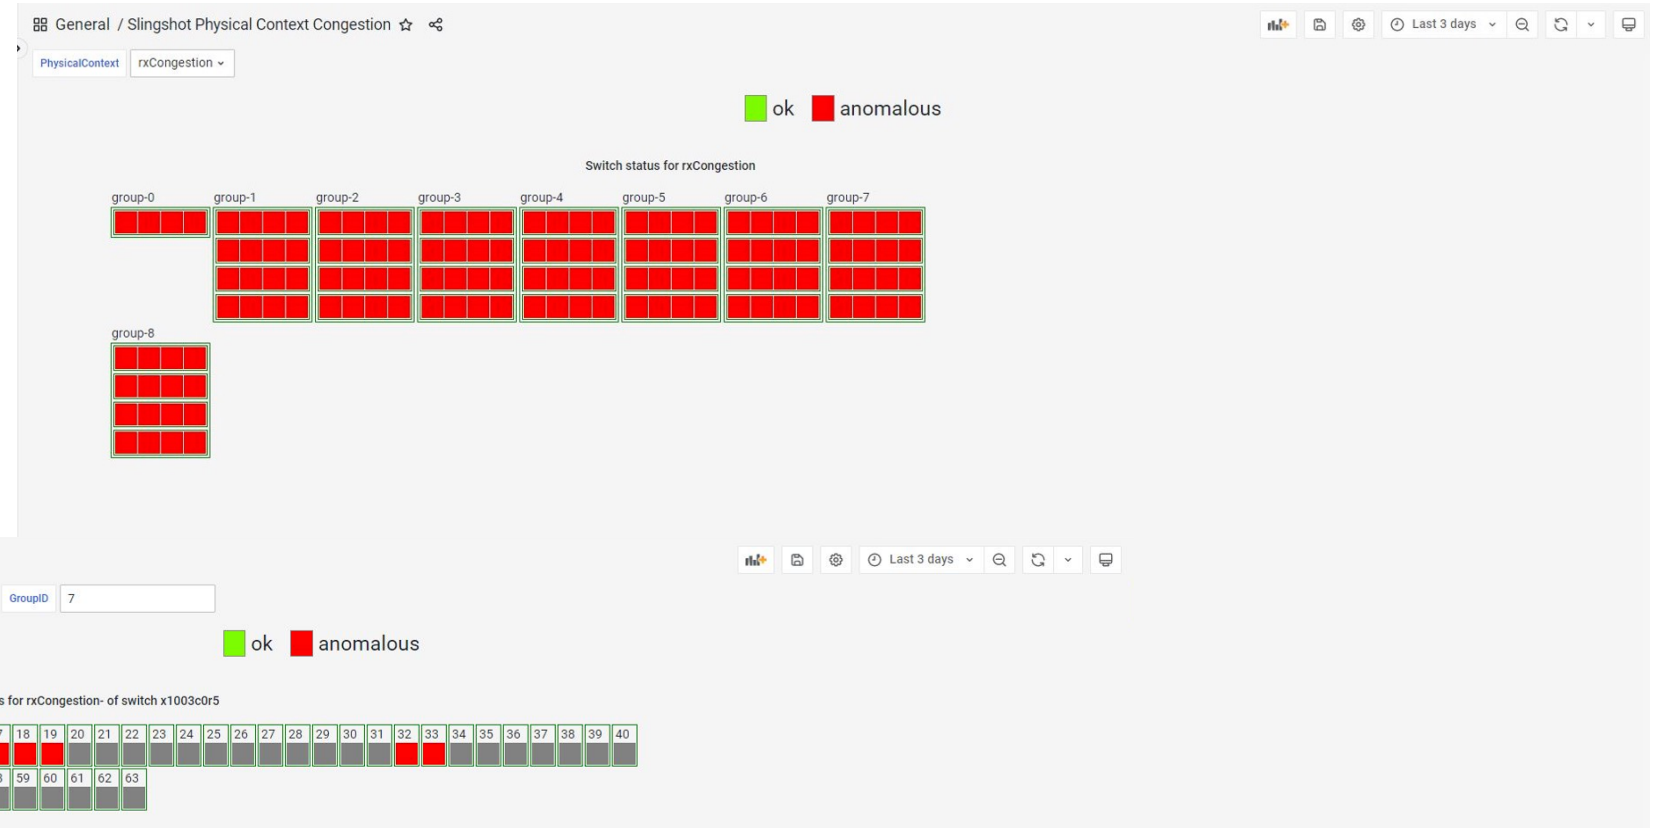 General / Slingshot Physical Context Congestion
Last 3 days
PhysicalContext rxCongestion
ok anomalous
Switch status for rxCongestion
group-0 group-1 group-2 group-3 group-4 group-5 group-6 group-7
group-8
Last 3 days
GroupID 7
ok anomalous
s for rxCongestion- of switch x1003c0r5
18 19 20 21 22 23 24 25 26 27 28 29 30 31 32 33 34 35 36 37 38 39 40
59 60 61 62 63